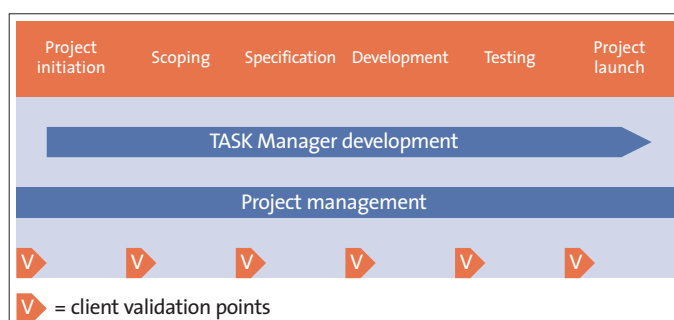 Project
initiation
Scoping
Specification
Development
Testing
Project
launch
TASK Manager development
Project management
V V V V V V
V = client validation points